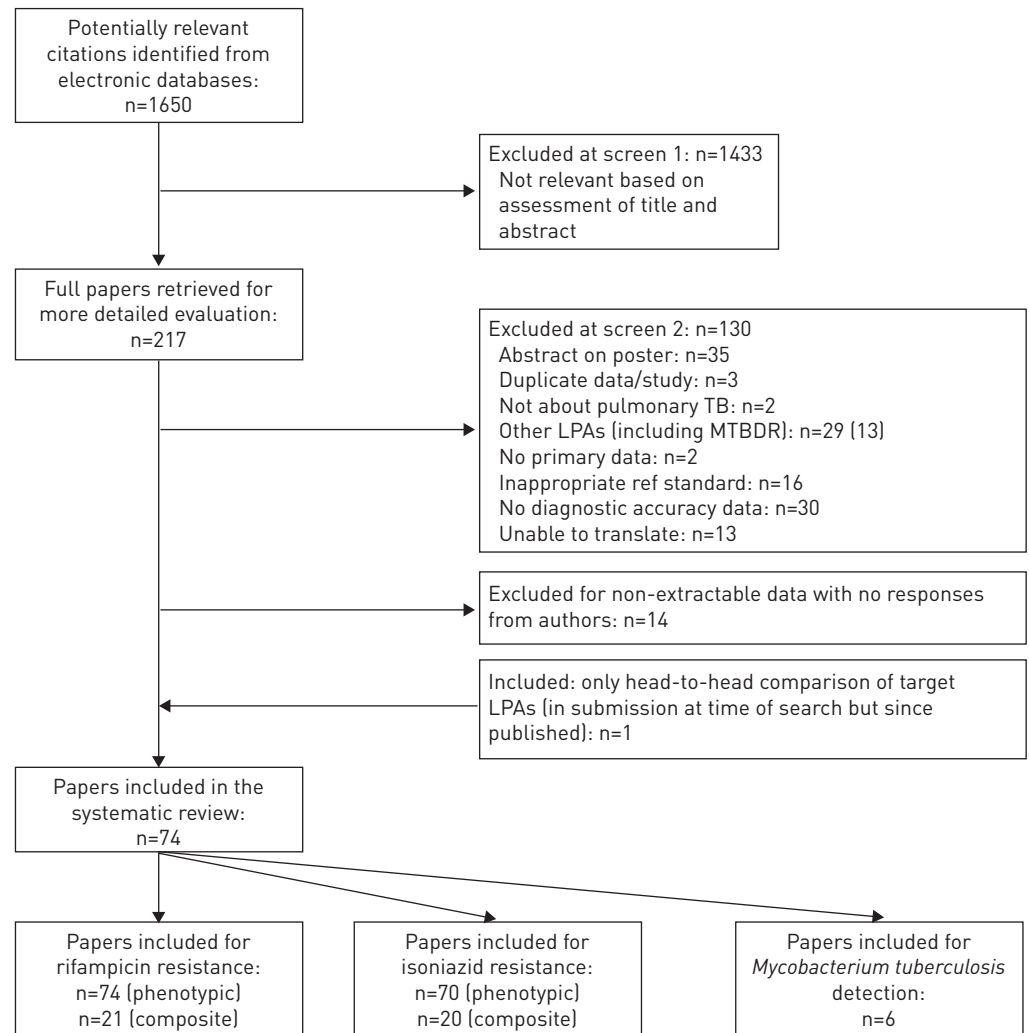 Potentially relevant
citations identified from
electronic databases:
n=1650
Excluded at screen 1: n=1433
Not relevant based on
assessment of title and
abstract
Full papers retrieved for
more detailed evaluation:
n=217
Excluded at screen 2: n=130
Abstract on poster: n=35
Duplicate data/study: n=3
Not about pulmonary TB: n=2
Other LPAs (including MTBDR): n=29 (13)
No primary data: n=2
Inappropriate ref standard: n=16
No diagnostic accuracy data: n=30
Unable to translate: n=13
Excluded for non-extractable data with no responses
from authors: n=14
Included: only head-to-head comparison of target
LPAs (in submission at time of search but since
published): n=1
Papers included in the
systematic review:
n=74
Papers included for
rifampicin resistance:
n=74 (phenotypic)
n=21 (composite)
Papers included for
isoniazid resistance:
n=70 (phenotypic)
n=20 (composite)
Papers included for
Mycobacterium tuberculosis
detection:
n=6